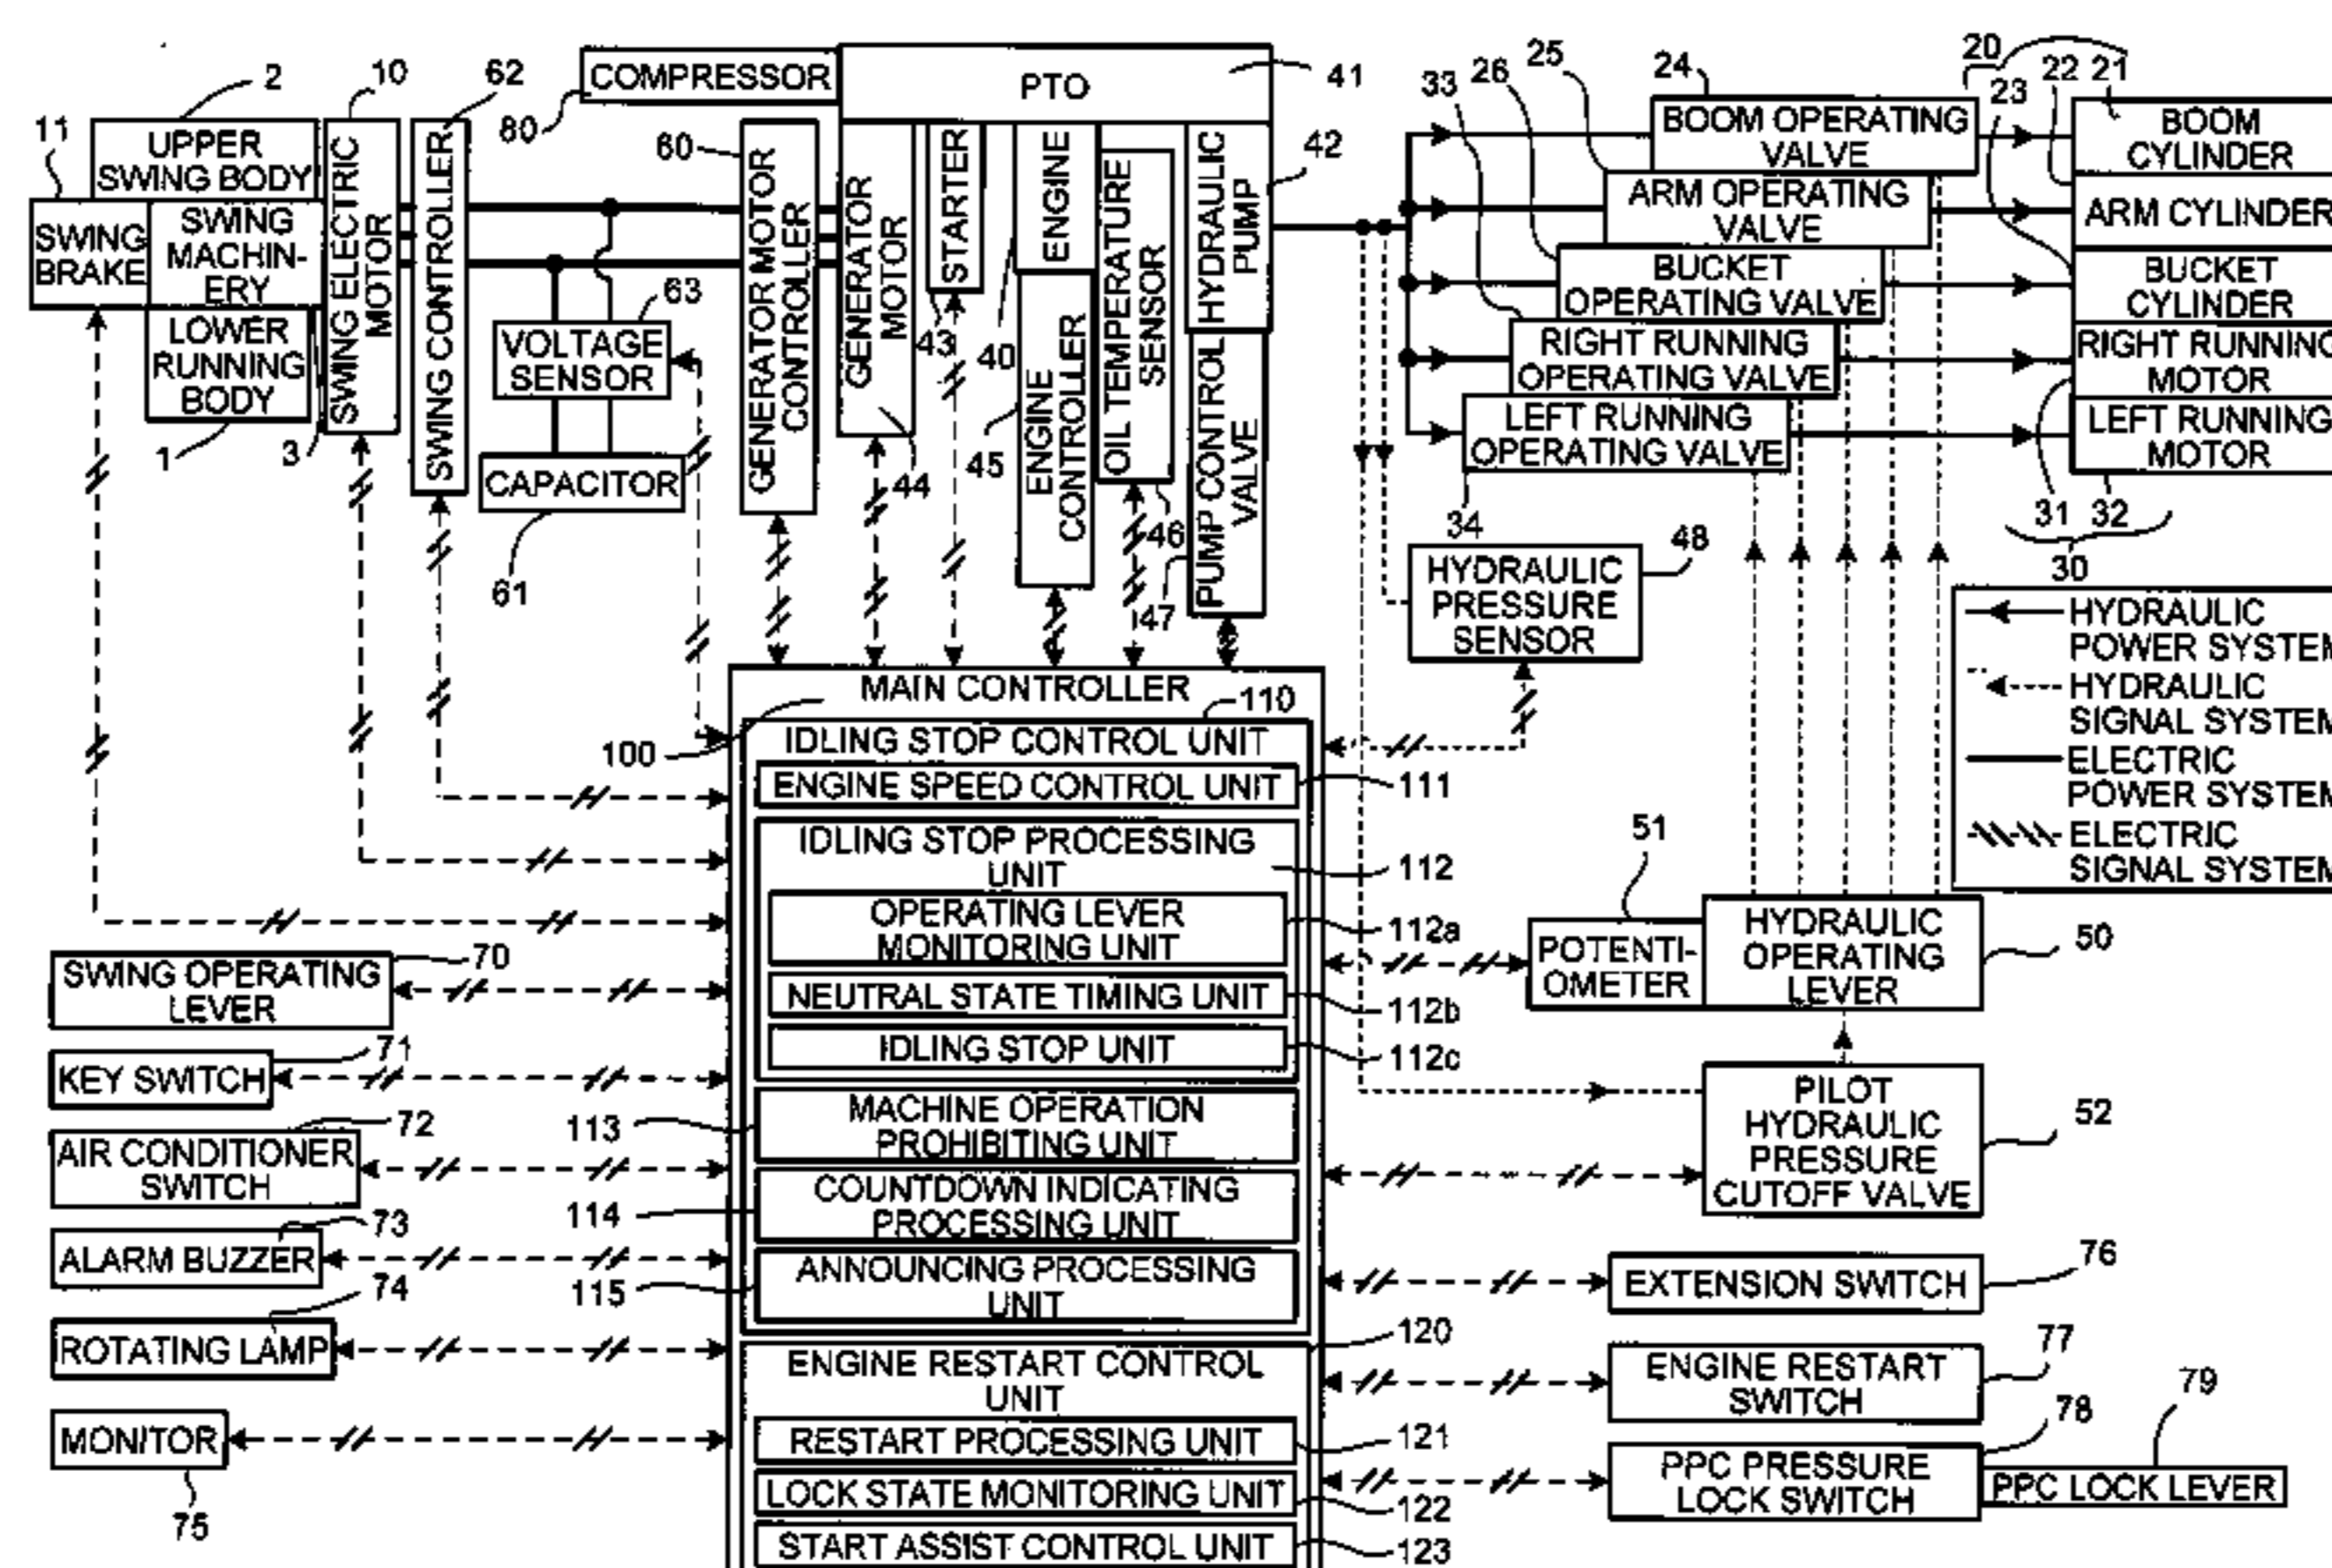 11
2
10
62
80
COMPRESSOR
PTO
41
UPPER
SWING BODY
SWING
BRAKE
SWING
MACHIN-
ERY
LOWER
RUNNING
BODY
1
3
SWING ELECTRIC
MOTOR
SWING CONTROLLER
63
VOLTAGE
SENSOR
CAPACITOR
61
60
GENERATOR MOTOR
CONTROLLER
GENERATOR
MOTOR
44
STARTER
43
ENGINE
40
ENGINE
CONTROLLER
45
OIL TEMPERATURE
SENSOR
46
HYDRAULIC
PUMP
42
PUMP CONTROL
VALVE
47
33
26
25
24
20
23
22
21
BOOM OPERATING
VALVE
ARM OPERATING
VALVE
BUCKET
OPERATING VALVE
RIGHT RUNNING
OPERATING VALVE
LEFT RUNNING
OPERATING VALVE
34
BOOM
CYLINDER
ARM CYLINDER
BUCKET
CYLINDER
RIGHT RUNNING
MOTOR
LEFT RUNNING
MOTOR
31
32
30
HYDRAULIC
PRESSURE
SENSOR
48
HYDRAULIC
POWER SYSTEM
HYDRAULIC
SIGNAL SYSTEM
ELECTRIC
POWER SYSTEM
ELECTRIC
SIGNAL SYSTEM
MAIN CONTROLLER
100
110
IDLING STOP CONTROL UNIT
ENGINE SPEED CONTROL UNIT
111
IDLING STOP PROCESSING
UNIT
112
OPERATING LEVER
MONITORING UNIT
112a
NEUTRAL STATE TIMING UNIT
112b
IDLING STOP UNIT
112c
113
MACHINE OPERATION
PROHIBITING UNIT
114
COUNTDOWN INDICATING
PROCESSING UNIT
115
ANNOUNCING PROCESSING
UNIT
120
ENGINE RESTART CONTROL
UNIT
RESTART PROCESSING UNIT
121
LOCK STATE MONITORING UNIT
122
START ASSIST CONTROL UNIT
123
SWING OPERATING
LEVER
70
KEY SWITCH
71
AIR CONDITIONER
SWITCH
72
ALARM BUZZER
73
ROTATING LAMP
74
MONITOR
75
51
POTENTI-
OMETER
HYDRAULIC
OPERATING
LEVER
50
PILOT
HYDRAULIC
PRESSURE
CUTOFF VALVE
52
EXTENSION SWITCH
76
ENGINE RESTART
SWITCH
77
PPC PRESSURE
LOCK SWITCH
78
79
PPC LOCK LEVER